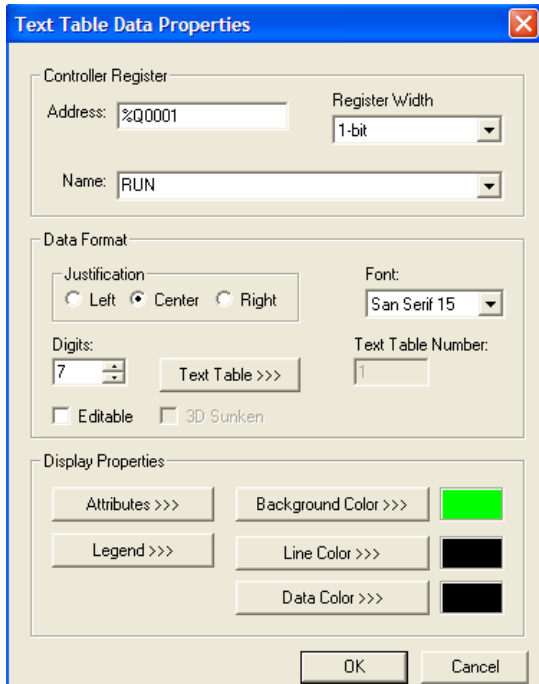 Text Table Data Properties
Controller Register
Address: %Q0001
Register Width
1-bit
Name: RUN
Data Format
Justification
Left Center Right
Font:
San Serif 15
Digits:
7
Text Table >>>
Text Table Number:
1
Editable 3D Sunken
Display Properties
Attributes >>> Background Color >>>
Legend >>> Line Color >>>
Data Color >>>
OK Cancel